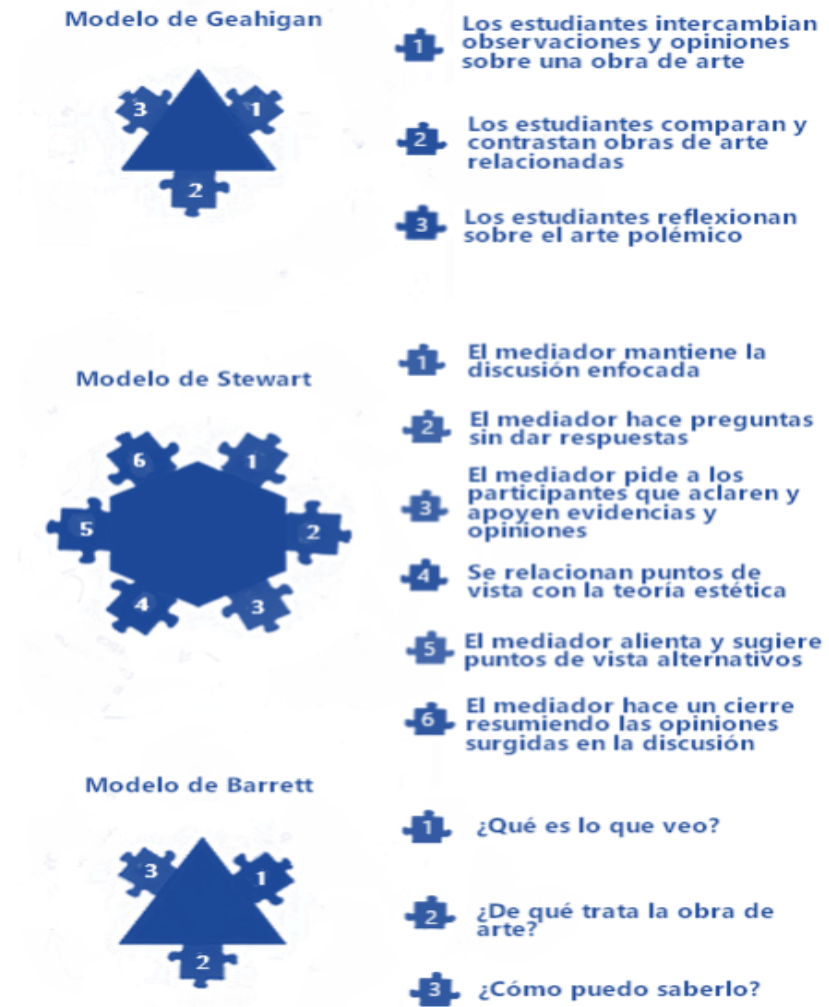 Modelo de Geahigan
3
1
2
1
Los estudiantes intercambian
observaciones y opiniones
sobre una obra de arte
2
Los estudiantes comparan y
contrastan obras de arte
relacionadas
3
Los estudiantes reflexionan
sobre el arte polémico
Modelo de Stewart
6
1
5
2
4
3
1
El mediador mantiene la
discusión enfocada
2
El mediador hace preguntas
sin dar respuestas
3
El mediador pide a los
participantes que aclaren y
apoyen evidencias y
opiniones
4
Se relacionan puntos de
vista con la teoría estética
5
El mediador alienta y sugiere
puntos de vista alternativos
6
El mediador hace un cierre
resumiendo las opiniones
surgidas en la discusión
Modelo de Barrett
3
1
2
1
¿Qué es lo que veo?
2
¿De qué trata la obra de
arte?
3
¿Cómo puedo saberlo?